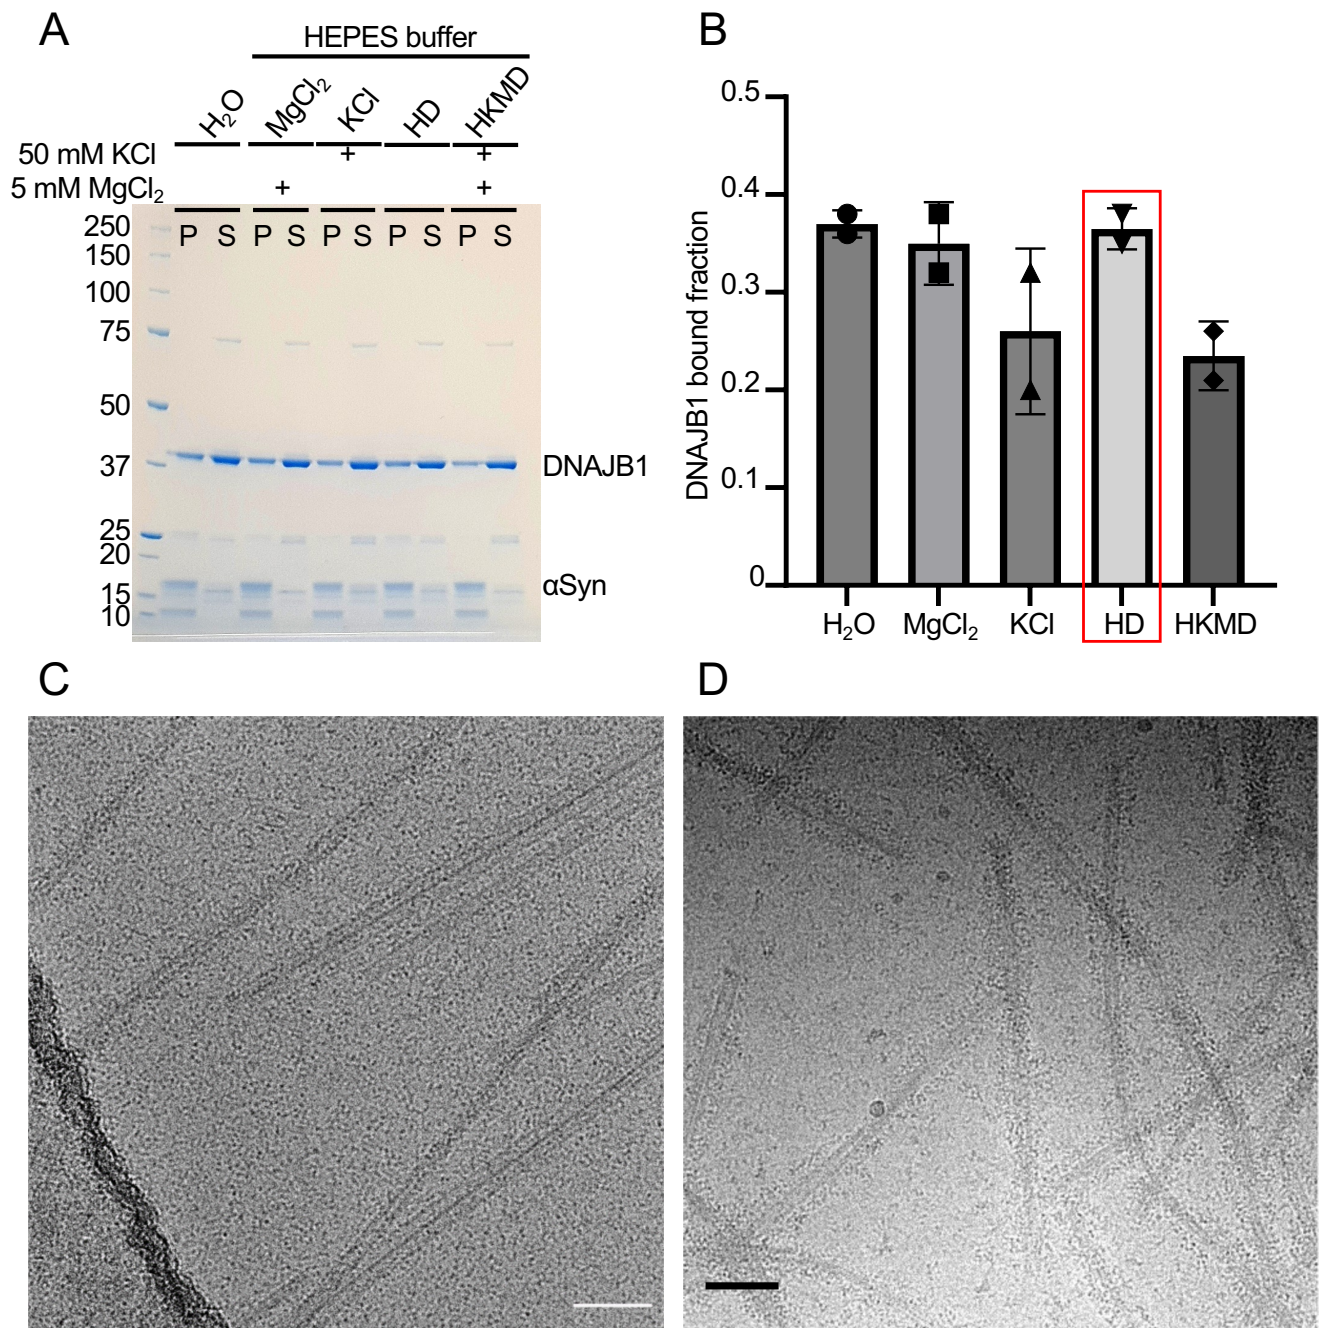 A
HEPES buffer
H₂O MgCl₂ KCl HD HKMD
50 mM KCl + +
5 mM MgCl₂ + +
P S P S P S P S P S
250
150
100
75
50
37 DNAJB1
25
20
15 αSyn
10
B
DNAJB1 bound fraction
0.5
0.4
0.3
0.2
0.1
0
H₂O MgCl₂ KCl HD HKMD
C
D